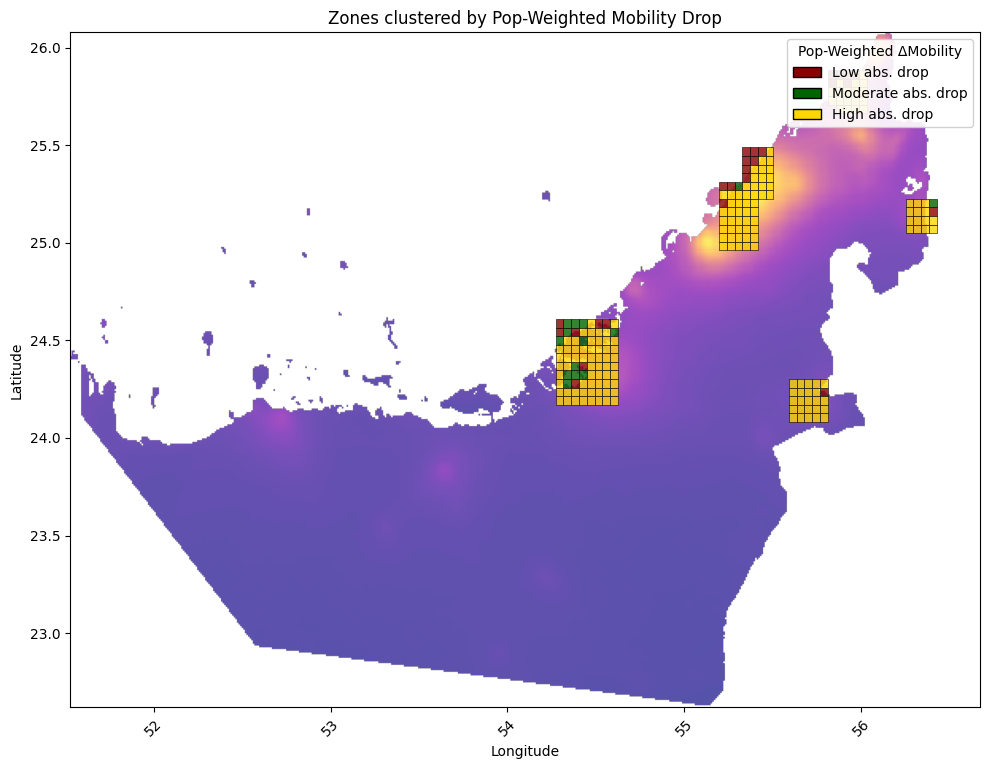 Zones clustered by Pop-Weighted Mobility Drop
Pop-Weighted ΔMobility
Low abs. drop
Moderate abs. drop
High abs. drop
26.0
25.5
25.0
24.5
24.0
23.5
23.0
Latitude
52
53
54
55
56
Longitude